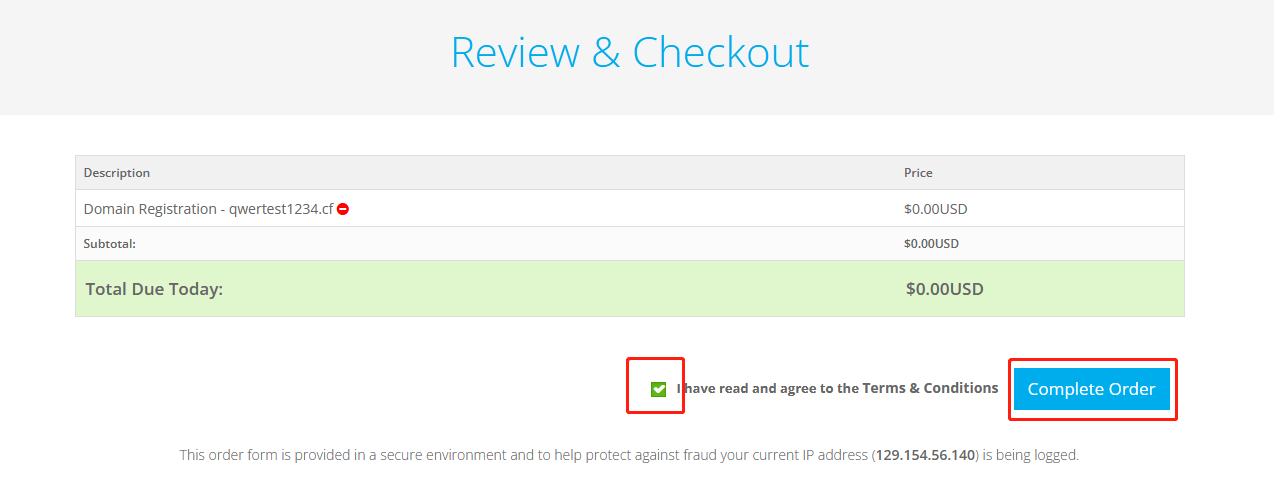 Review & Checkout
Description Price
Domain Registration - qwertest1234.cf $0.00USD
Subtotal: $0.00USD
Total Due Today: $0.00USD
I have read and agree to the Terms & Conditions Complete Order
This order form is provided in a secure environment and to help protect against fraud your current IP address (129.154.56.140) is being logged.